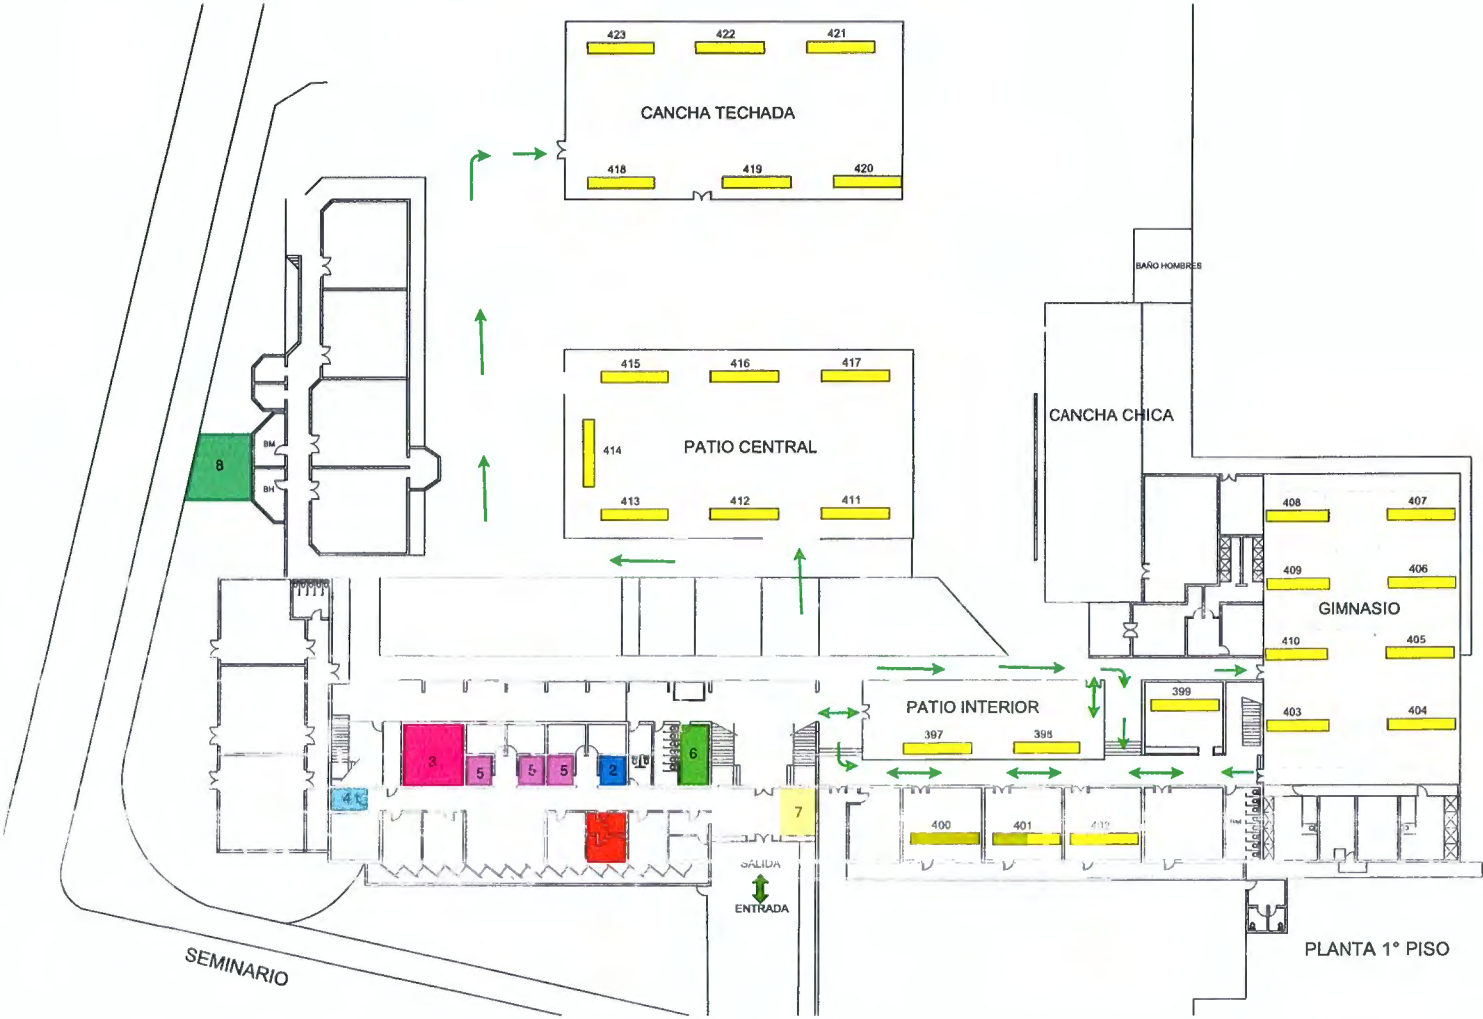 423 422 421
CANCHA TECHADA
418 419 420
BAÑO HOMBRES
415 416 417
CANCHA CHICA
414
PATIO CENTRAL
BM
8
BH
413 412 411
408 407
409 406
GIMNASIO
410 405
399
PATIO INTERIOR
403 404
397 398
3 5 5 5 2 6
7
400 401 402
SALIDA
ENTRADA
SEMINARIO
PLANTA 1° PISO